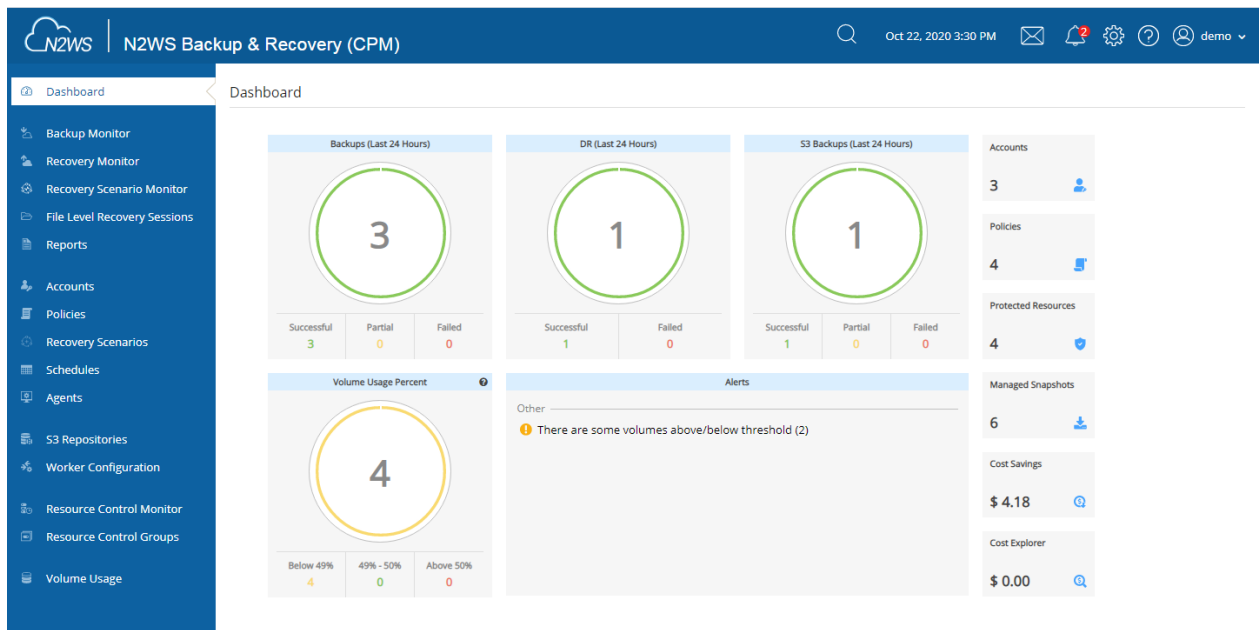 N2WS
N2WS Backup & Recovery (CPM)
Oct 22, 2020 3:30 PM
2
demo
Dashboard
Backup Monitor
Recovery Monitor
Recovery Scenario Monitor
File Level Recovery Sessions
Reports
Accounts
Policies
Recovery Scenarios
Schedules
Agents
S3 Repositories
Worker Configuration
Resource Control Monitor
Resource Control Groups
Volume Usage
Dashboard
Backups (Last 24 Hours)
3
Successful Partial Failed
3 0 0
DR (Last 24 Hours)
1
Successful Failed
1 0
S3 Backups (Last 24 Hours)
1
Successful Partial Failed
1 0 0
Volume Usage Percent
4
Below 49% 49% - 50% Above 50%
4 0 0
Alerts
Other
There are some volumes above/below threshold (2)
Accounts
3
Policies
4
Protected Resources
4
Managed Snapshots
6
Cost Savings
$ 4.18
Cost Explorer
$ 0.00